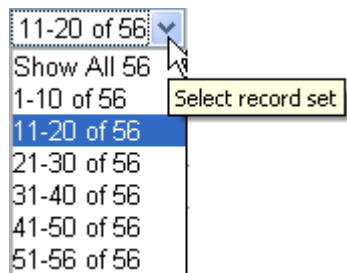 11-20 of 56
Show All 56
1-10 of 56
Select record set
11-20 of 56
21-30 of 56
31-40 of 56
41-50 of 56
51-56 of 56